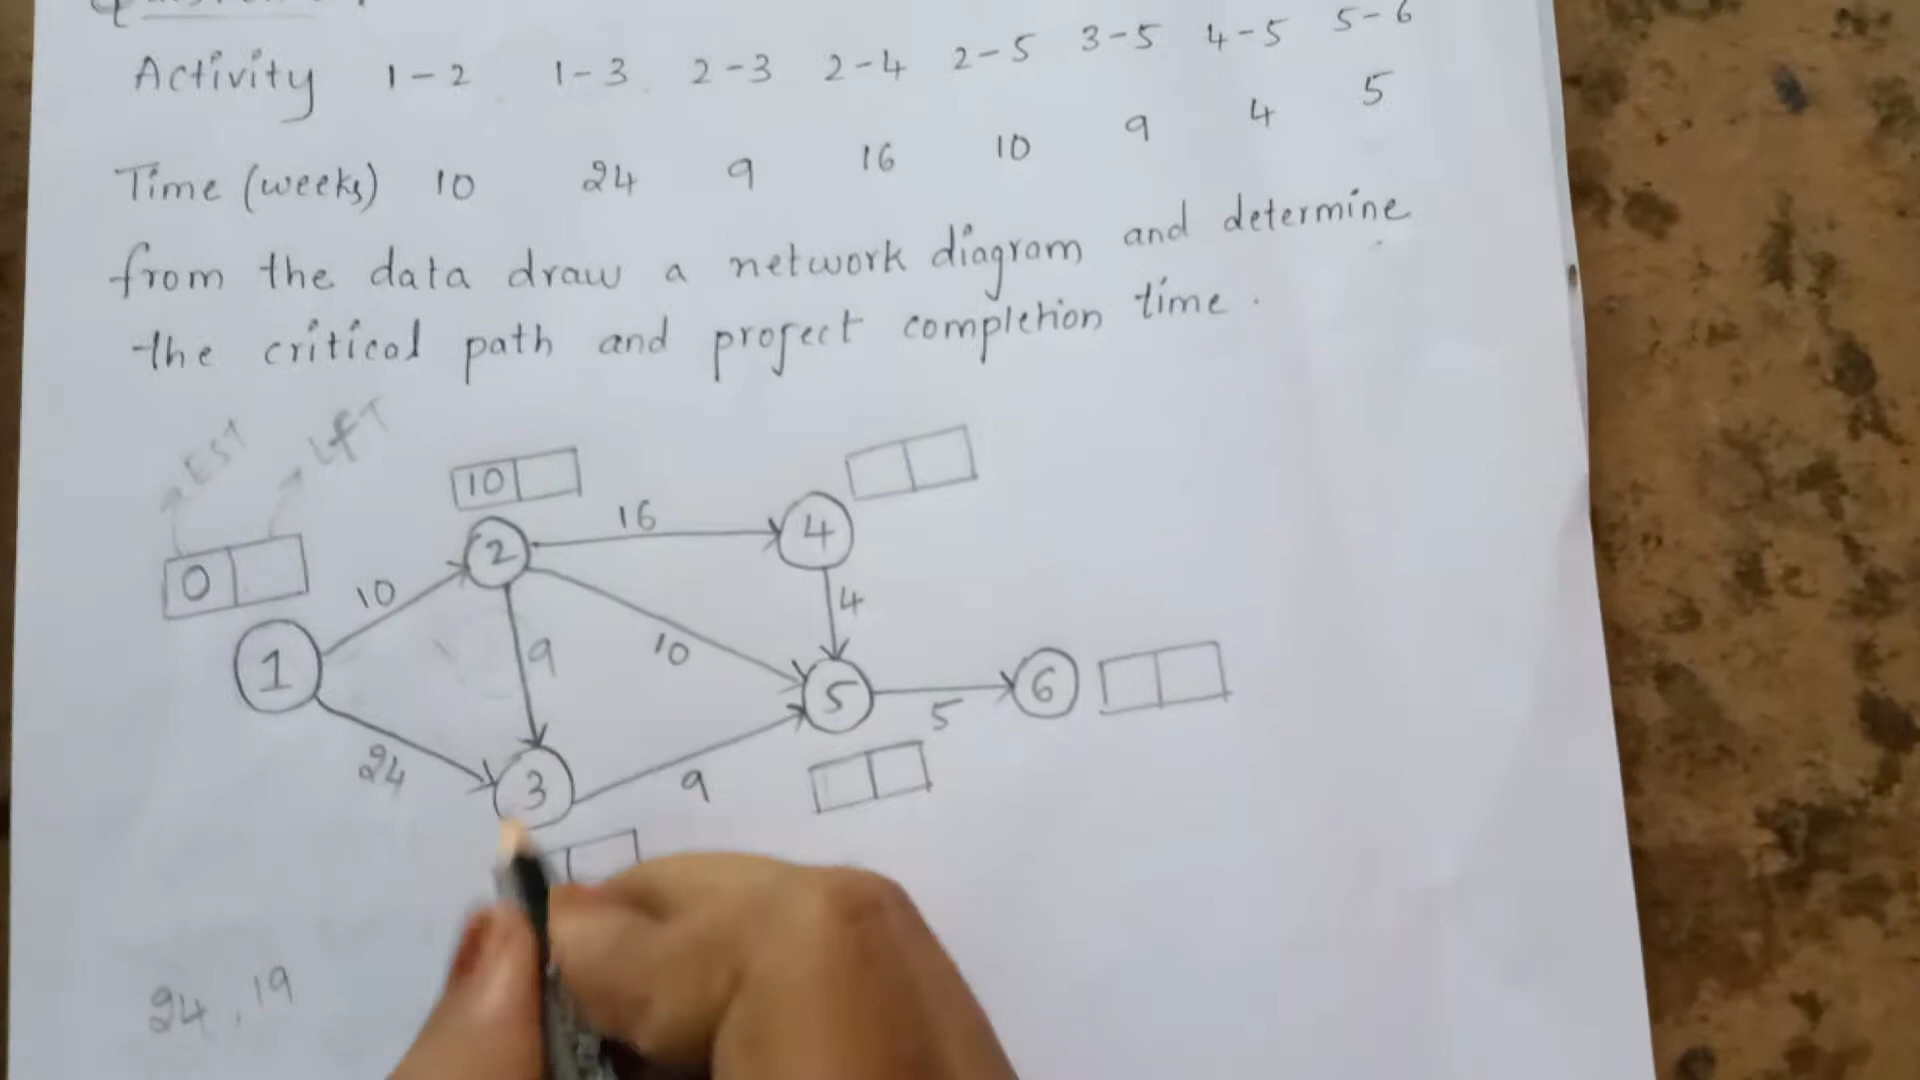 Activity 1-2 1-3 2-3 2-4 2-5 3-5 4-5 5-6
Time (weeks) 10 24 9 16 10 9 4 5
from the data draw a network diagram and determine
the critical path and project completion time.
EST LFT
10
0
2 16 4
10
4
1 9 10
5 5 6
24
3 9
24, 19